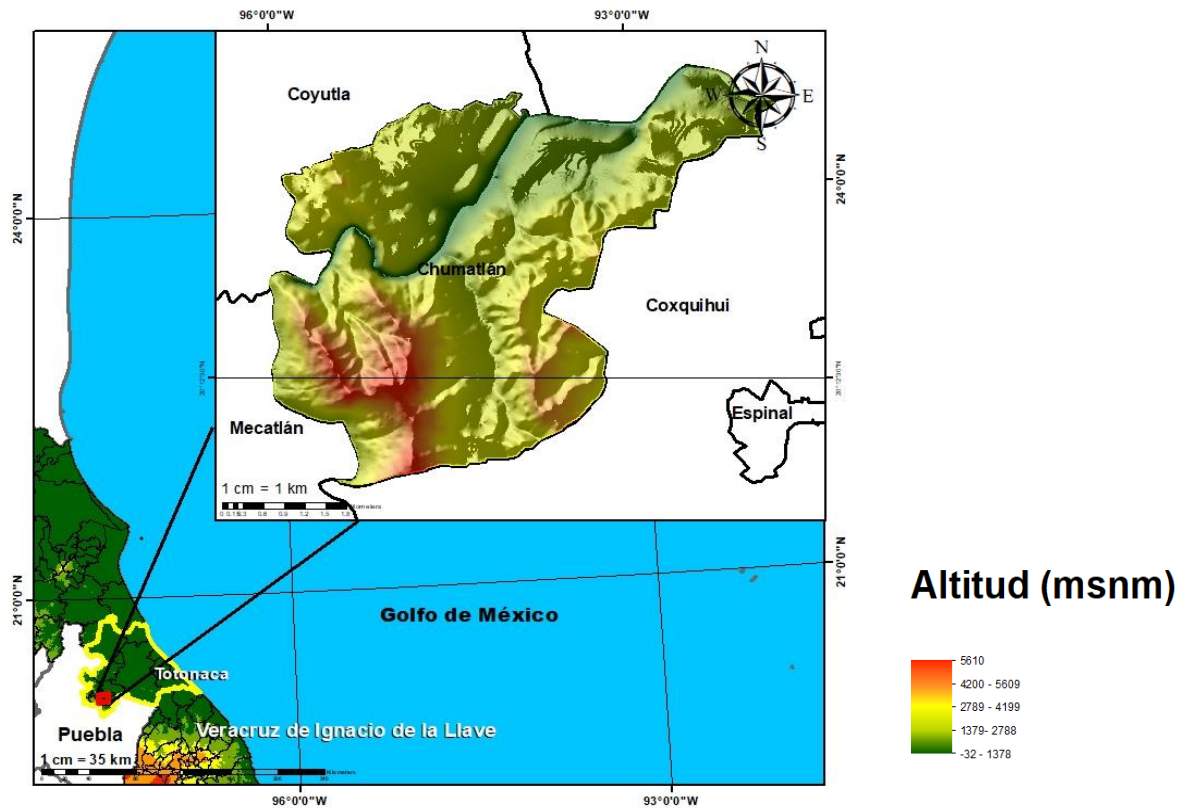 96°0'0"W
93°0'0"W
N
W
E
S
Coyutla
24°0'0"N
24°0'0"N
Chumatlán
Coxquihui
Espinal
Mecatlán
1 cm = 1 km
21°0'0"N
21°0'0"N
Golfo de México
Totonaca
Puebla
Veracruz de Ignacio de la Llave
1 cm = 35 km
96°0'0"W
93°0'0"W
Altitud (msnm)
5610
4200 - 5609
2789 - 4199
1379- 2788
-32 - 1378